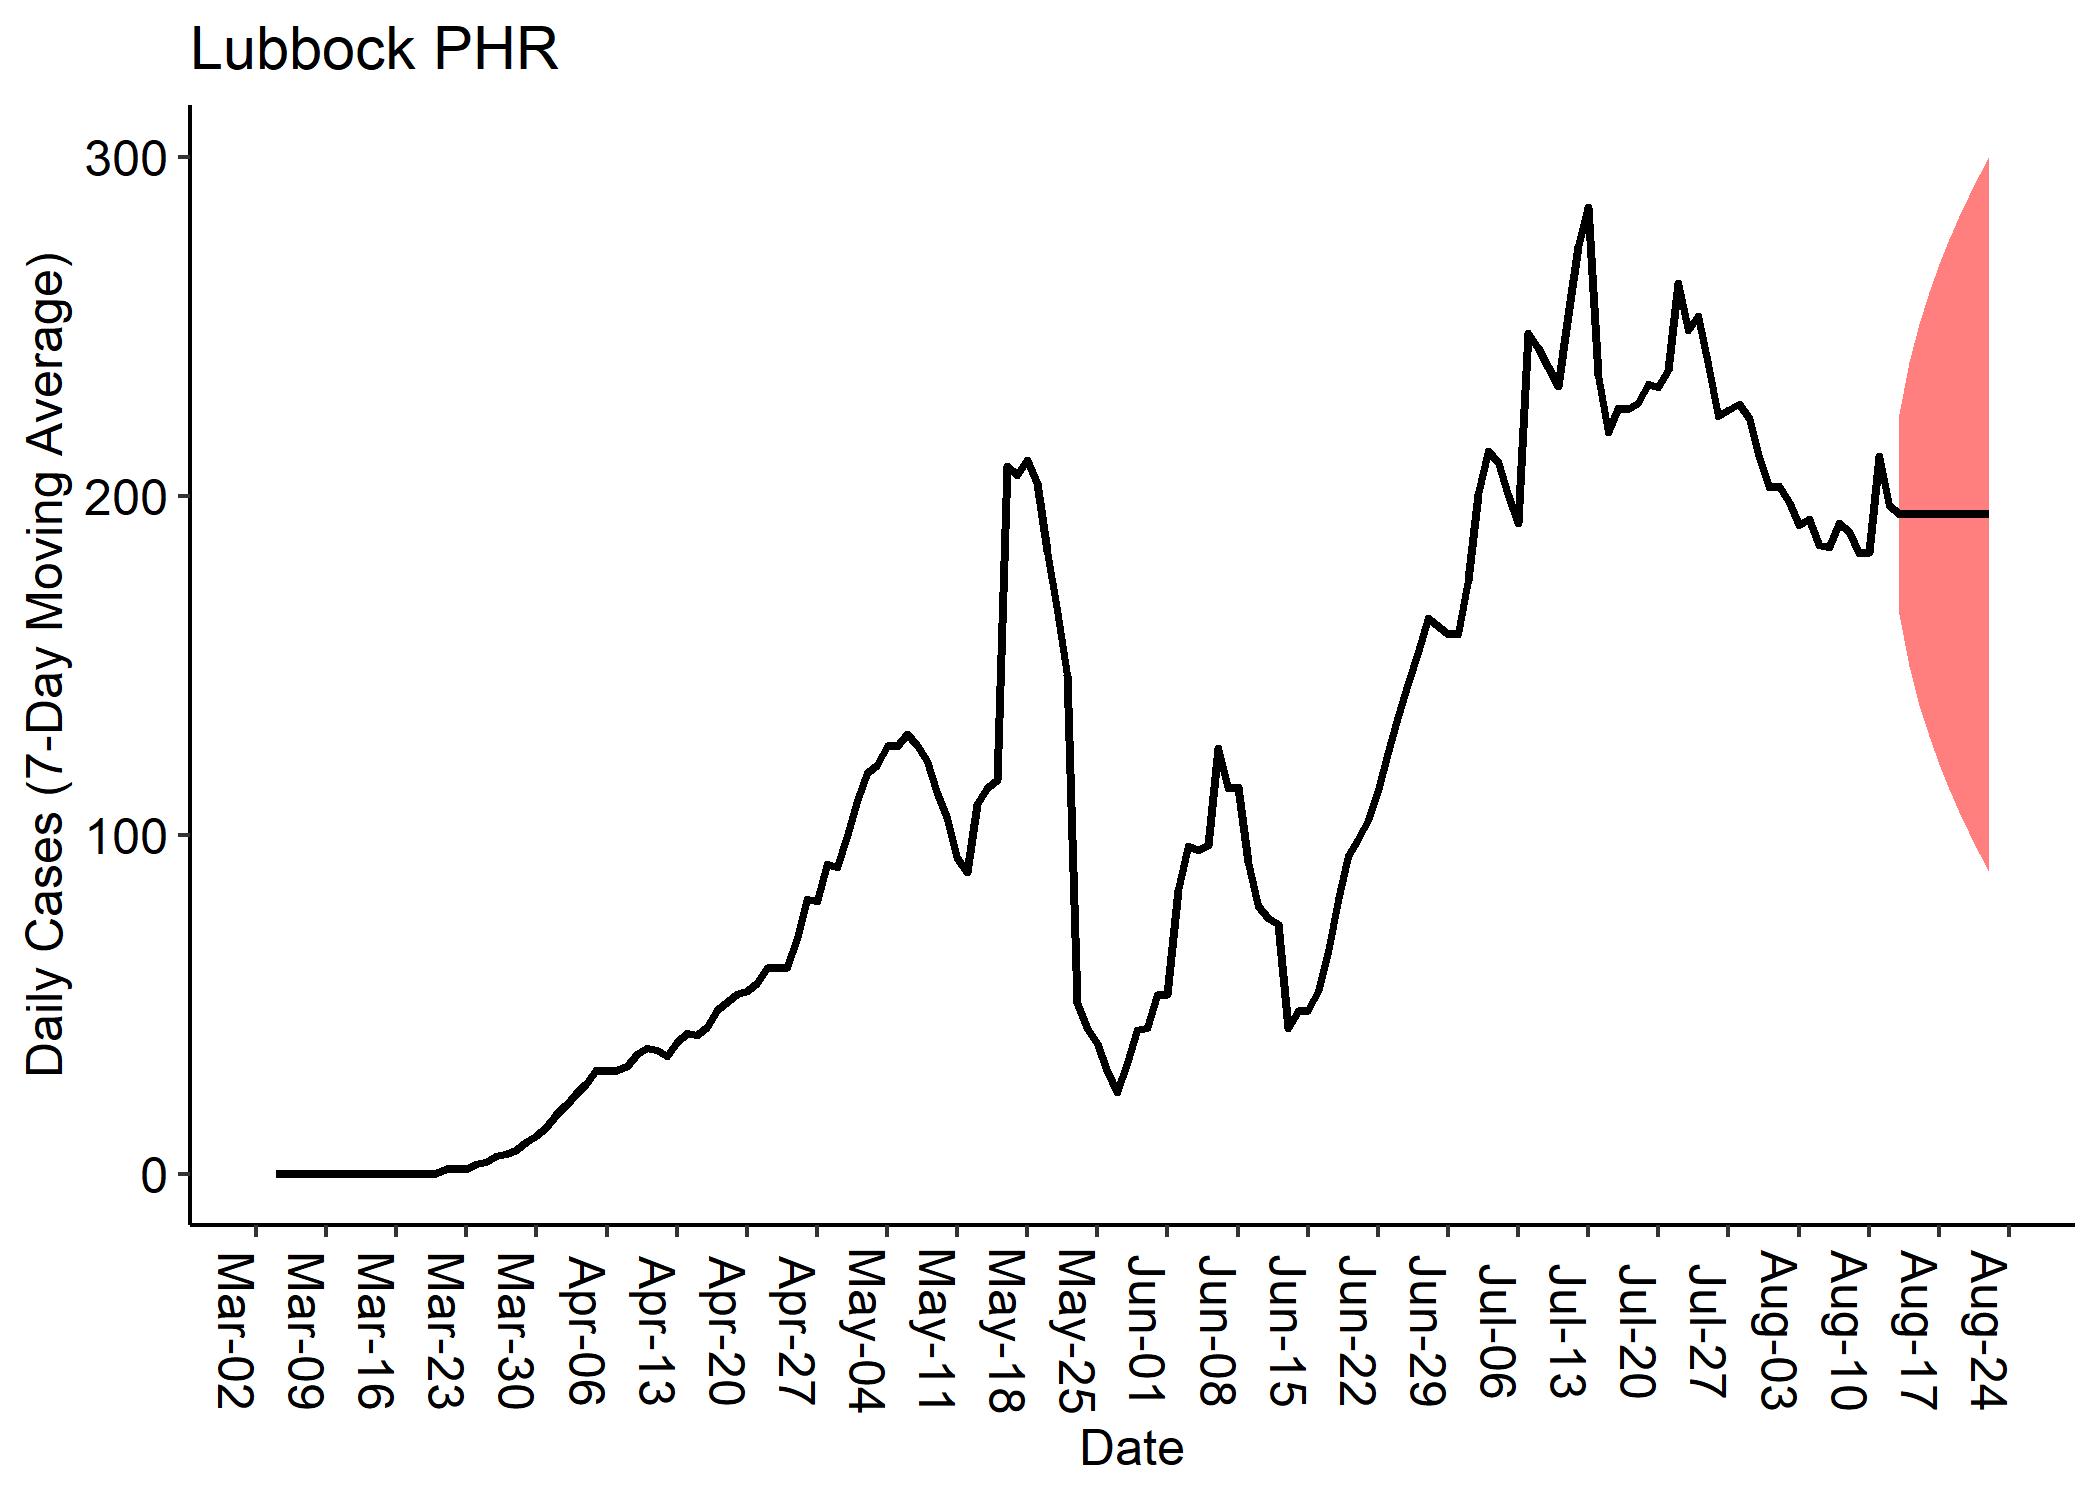 Lubbock PHR
Daily Cases (7-Day Moving Average)
300
200
100
0
Mar-02
Mar-09
Mar-16
Mar-23
Mar-30
Apr-06
Apr-13
Apr-20
Apr-27
May-04
May-11
May-18
May-25
Jun-01
Jun-08
Jun-15
Jun-22
Jun-29
Jul-06
Jul-13
Jul-20
Jul-27
Aug-03
Aug-10
Aug-17
Aug-24
Date